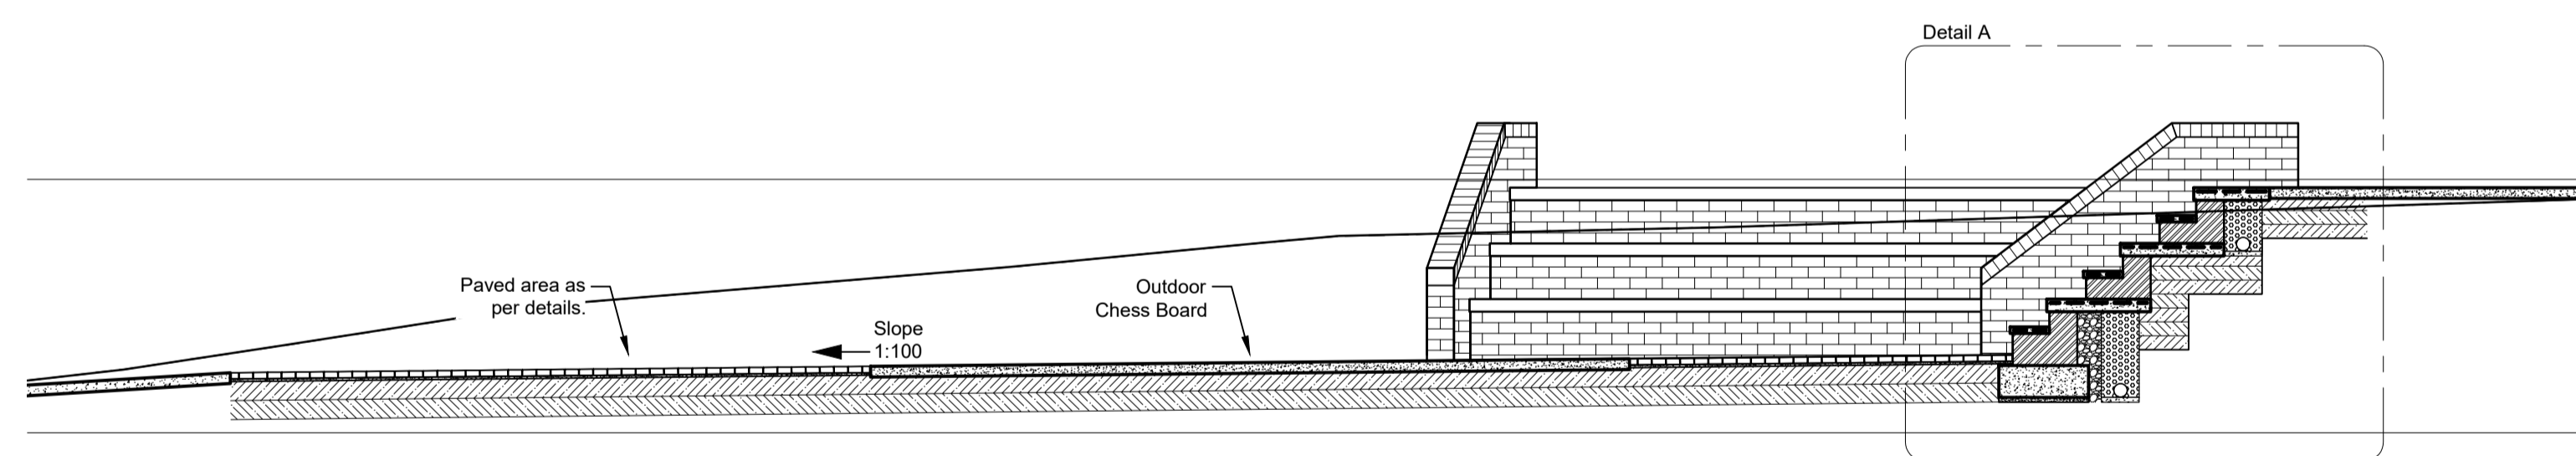 Detail A
Paved area as
per details.
Slope
1:100
Outdoor
Chess Board